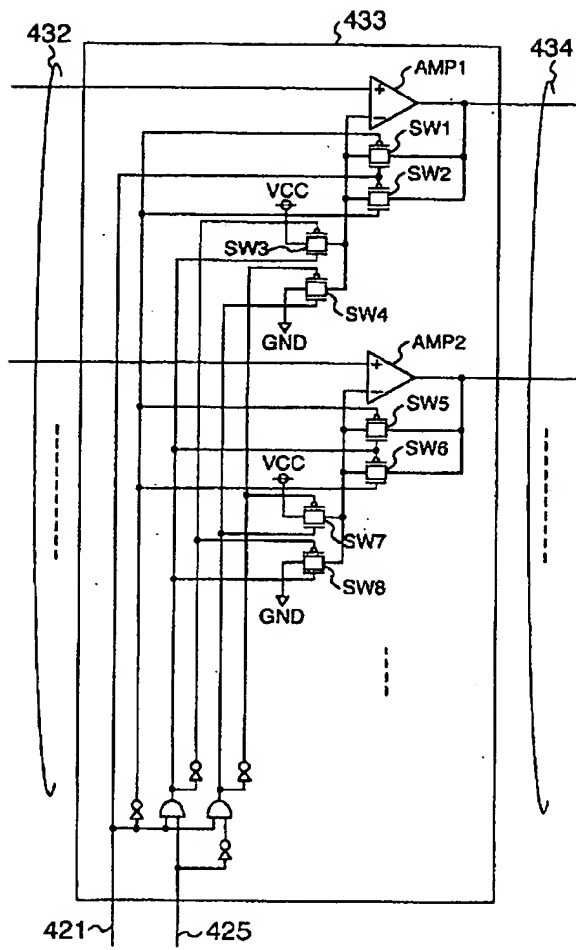 432
433
434
AMP1
+
−
SW1
SW2
VCC
SW3
SW4
GND
AMP2
+
−
SW5
SW6
VCC
SW7
SW8
GND
421
425